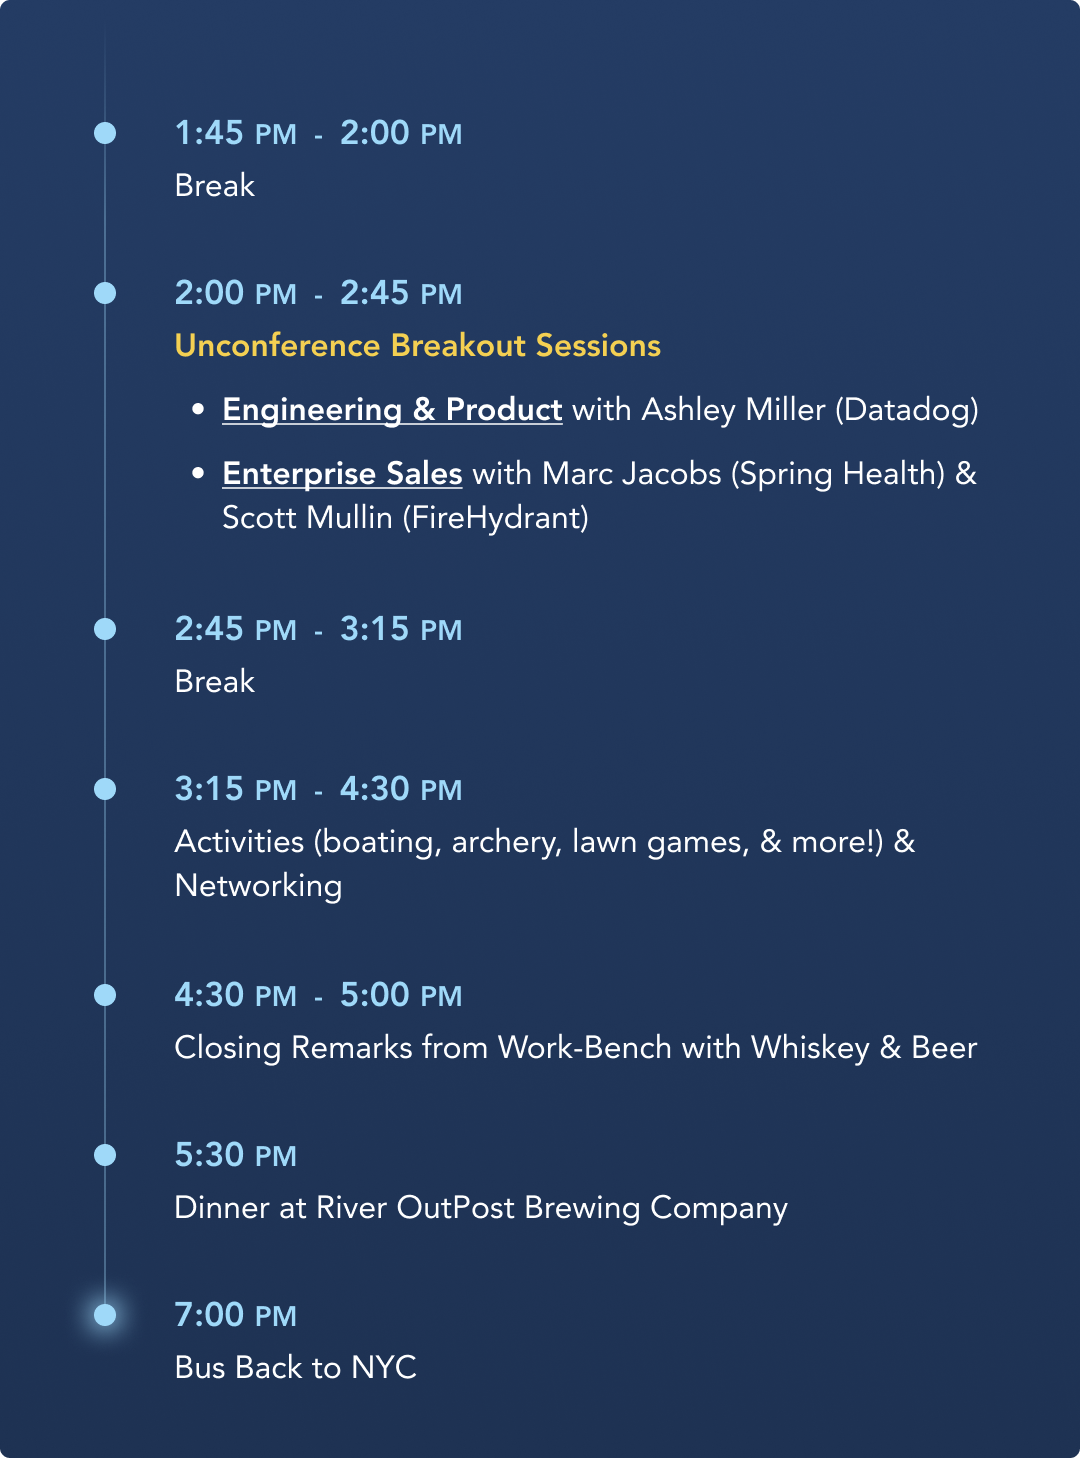 1:45 PM - 2:00 PM
Break
2:00 PM - 2:45 PM
Unconference Breakout Sessions
• Engineering & Product with Ashley Miller (Datadog)
• Enterprise Sales with Marc Jacobs (Spring Health) &
Scott Mullin (FireHydrant)
2:45 PM - 3:15 PM
Break
3:15 PM - 4:30 PM
Activities (boating, archery, lawn games, & more!) &
Networking
4:30 PM - 5:00 PM
Closing Remarks from Work-Bench with Whiskey & Beer
5:30 PM
Dinner at River OutPost Brewing Company
7:00 PM
Bus Back to NYC